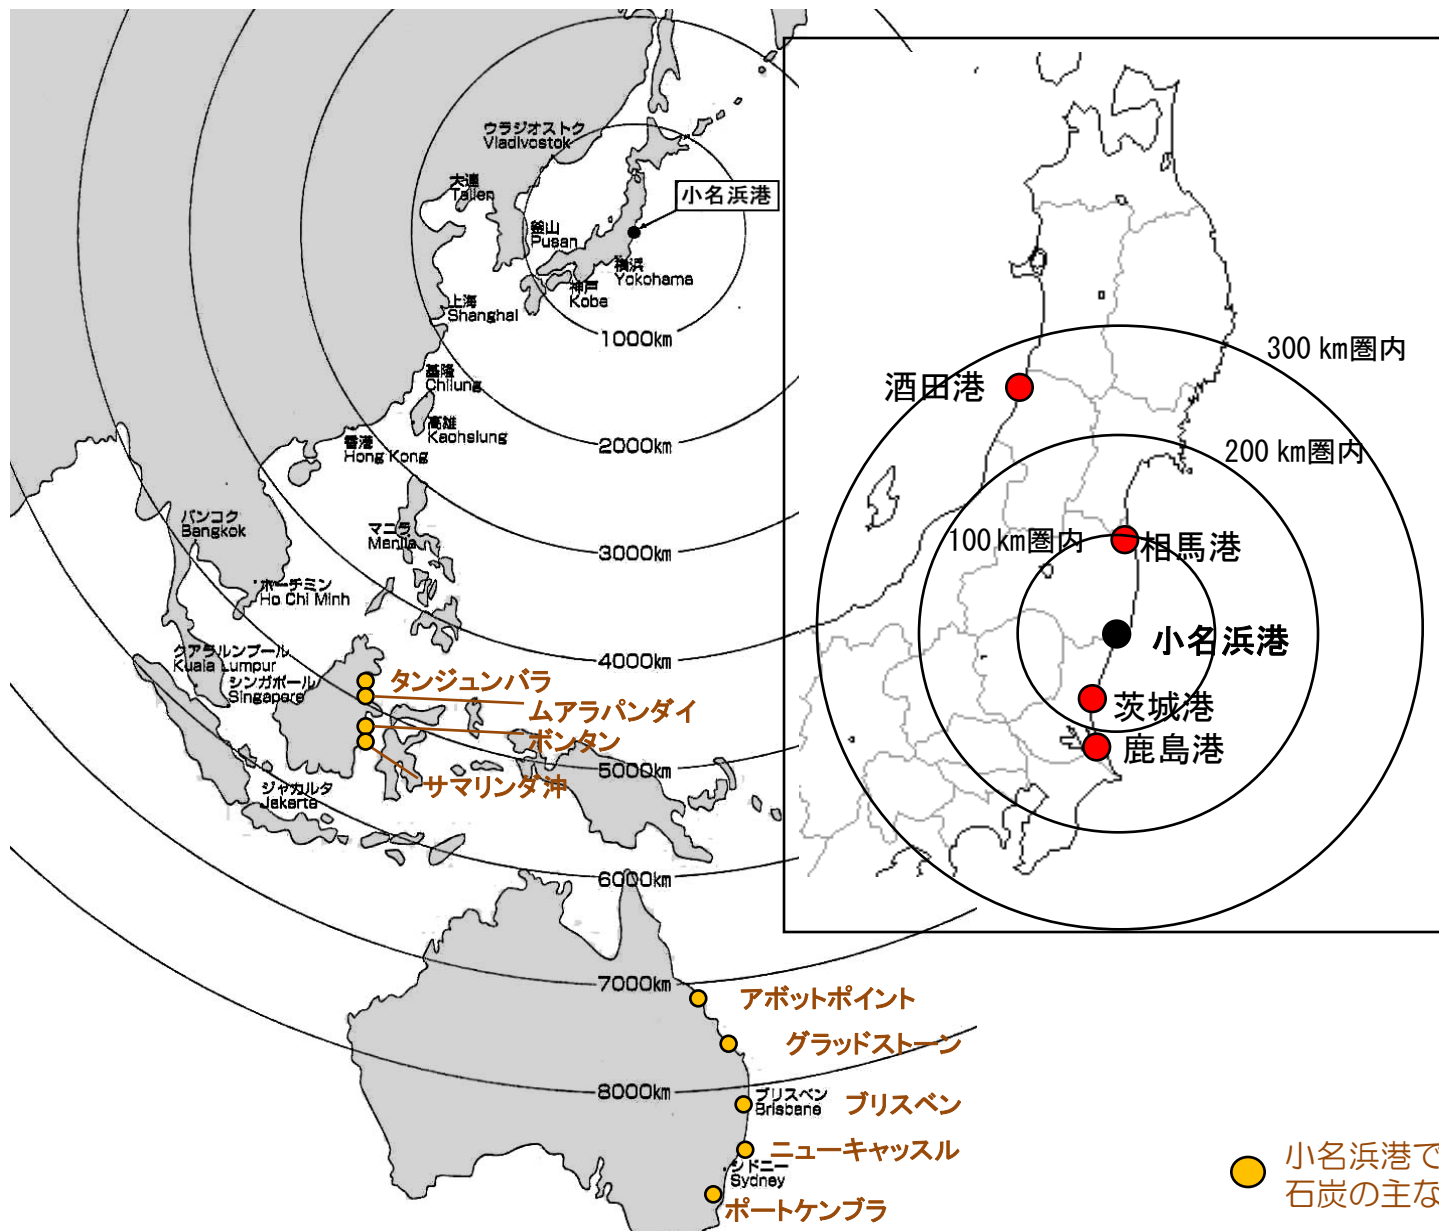 ウラジオストク
Vladivostok
大連
Talien
小名浜港
釜山
Pusan
横浜
Yokohama
神戸
Kobe
上海
Shanghai
1000km
基隆
Chilung
高雄
Kaohsiung
香港
Hong Kong
2000km
バンコク
Bangkok
マニラ
Manila
3000km
ホーチミン
Ho Chi Minh
クアラルンプール
Kuala Lumpur
シンガポール
Singapore
4000km
タンジュンバラ
ムアラパンダイ
ボンタン
サマリンダ沖
5000km
ジャカルタ
Jakarta
6000km
7000km
アボットポイント
グラッドストーン
8000km
ブリスベン
Brisbane
ブリスベン
ニューキャッスル
シドニー
Sydney
ポートケンブラ
300 km圏内
酒田港
200 km圏内
100 km圏内
相馬港
小名浜港
茨城港
鹿島港
小名浜港で
石炭の主な